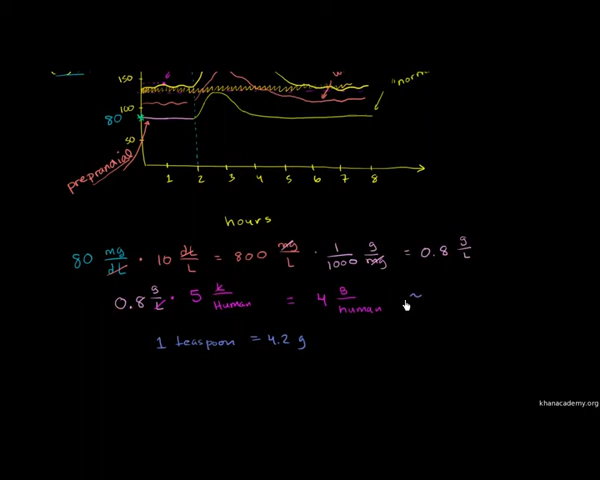 150
100
80
50
"norm
preprandial
1 2 3 4 5 6 7 8
hours
80 mg/dL · 10 dL/L = 800 mg/L · 1/1000 g/mg = 0.8 g/L
0.8 g/L · 5 L/Human = 4 g/human ~
1 teaspoon = 4.2 g
khanacademy.org